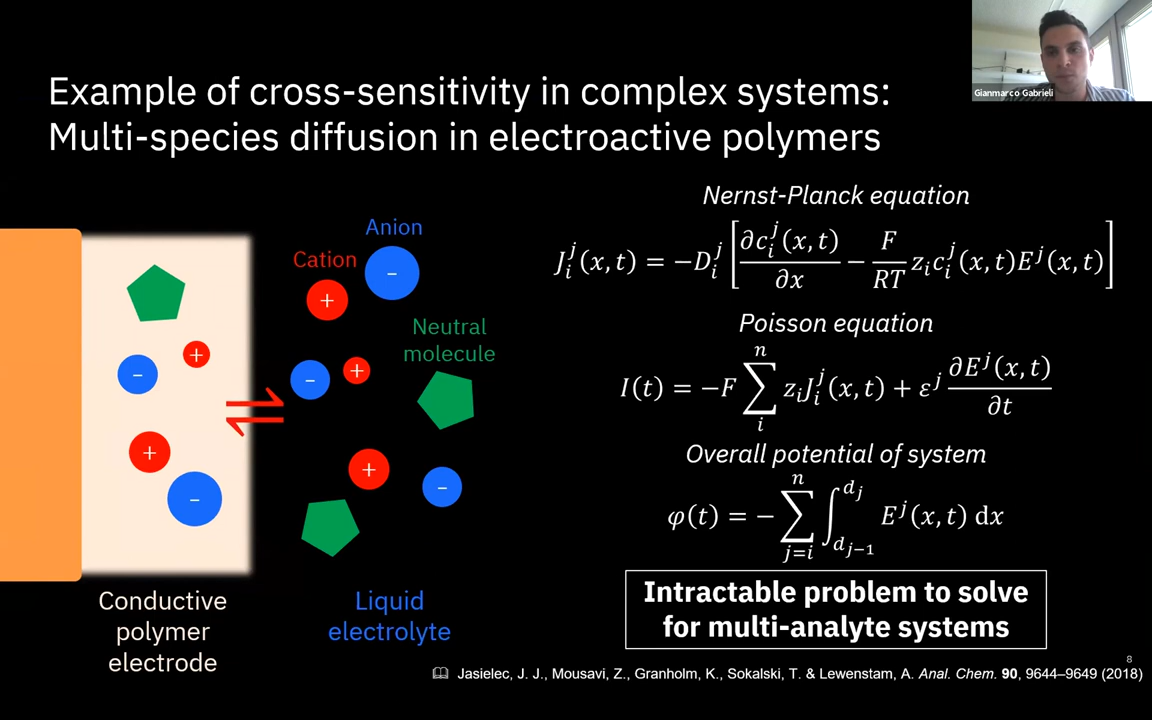 Gianmarco Gabrieli
Example of cross-sensitivity in complex systems:
Multi-species diffusion in electroactive polymers
Anion
Cation
Neutral
molecule
+
-
+
-
-
+
+
-
+
-
Conductive
polymer
electrode
Liquid
electrolyte
Nernst-Planck equation
J_i^j(x, t) = −D_i^j [∂c_i^j(x, t)/∂x − F/RT z_i c_i^j(x, t)E^j(x, t)]
Poisson equation
I(t) = −F ∑_i^n z_i J_i^j(x, t) + ε^j ∂E^j(x, t)/∂t
Overall potential of system
φ(t) = − ∑_{j=i}^n ∫_{d_{j−1}}^{d_j} E^j(x, t) dx
Intractable problem to solve
for multi-analyte systems
8
Jasielec, J. J., Mousavi, Z., Granholm, K., Sokalski, T. & Lewenstam, A. Anal. Chem. 90, 9644–9649 (2018)